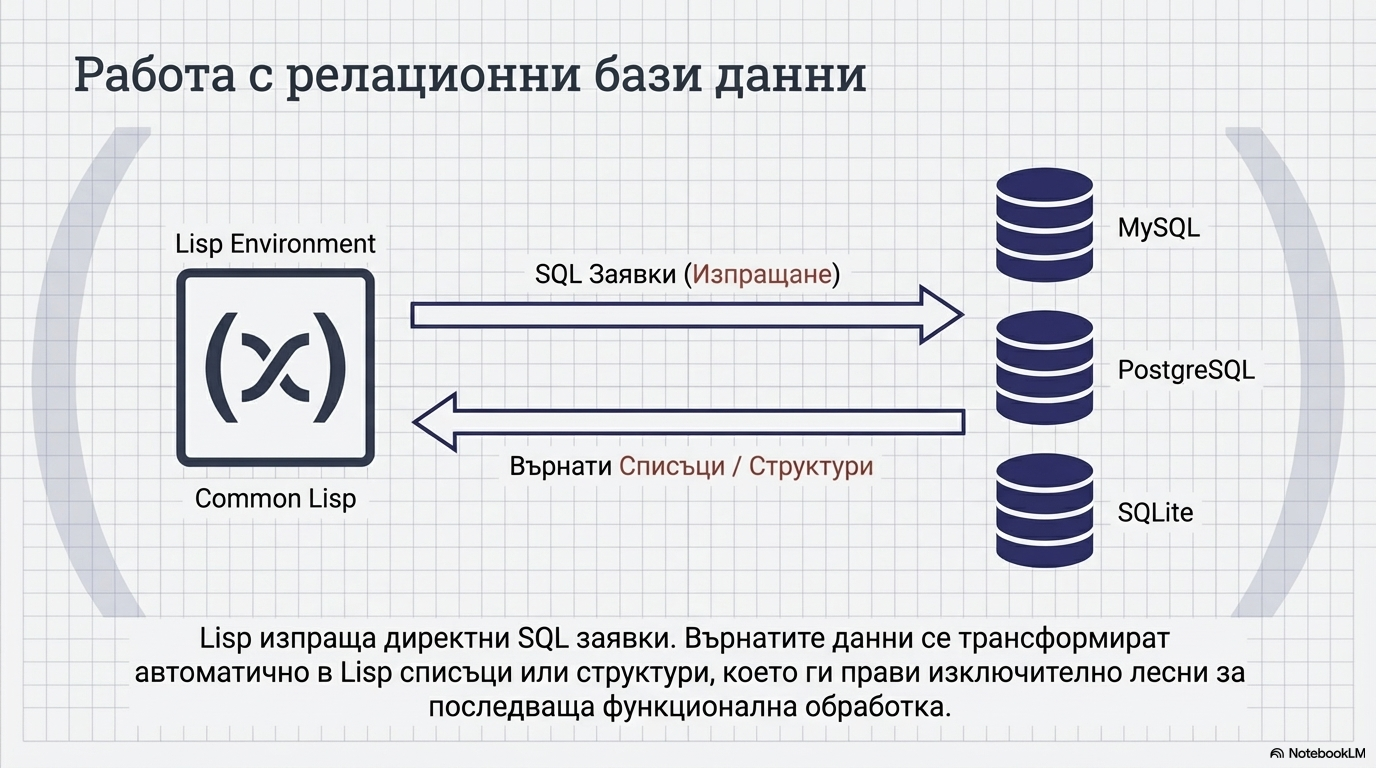 Работа с релационни бази данни
Lisp Environment
Common Lisp
SQL Заявки (Изпращане)
Върнати Списъци / Структури
MySQL
PostgreSQL
SQLite
Lisp изпраща директни SQL заявки. Върнатите данни се трансформират
автоматично в Lisp списъци или структури, което ги прави изключително лесни за
последваща функционална обработка.
NotebookLM